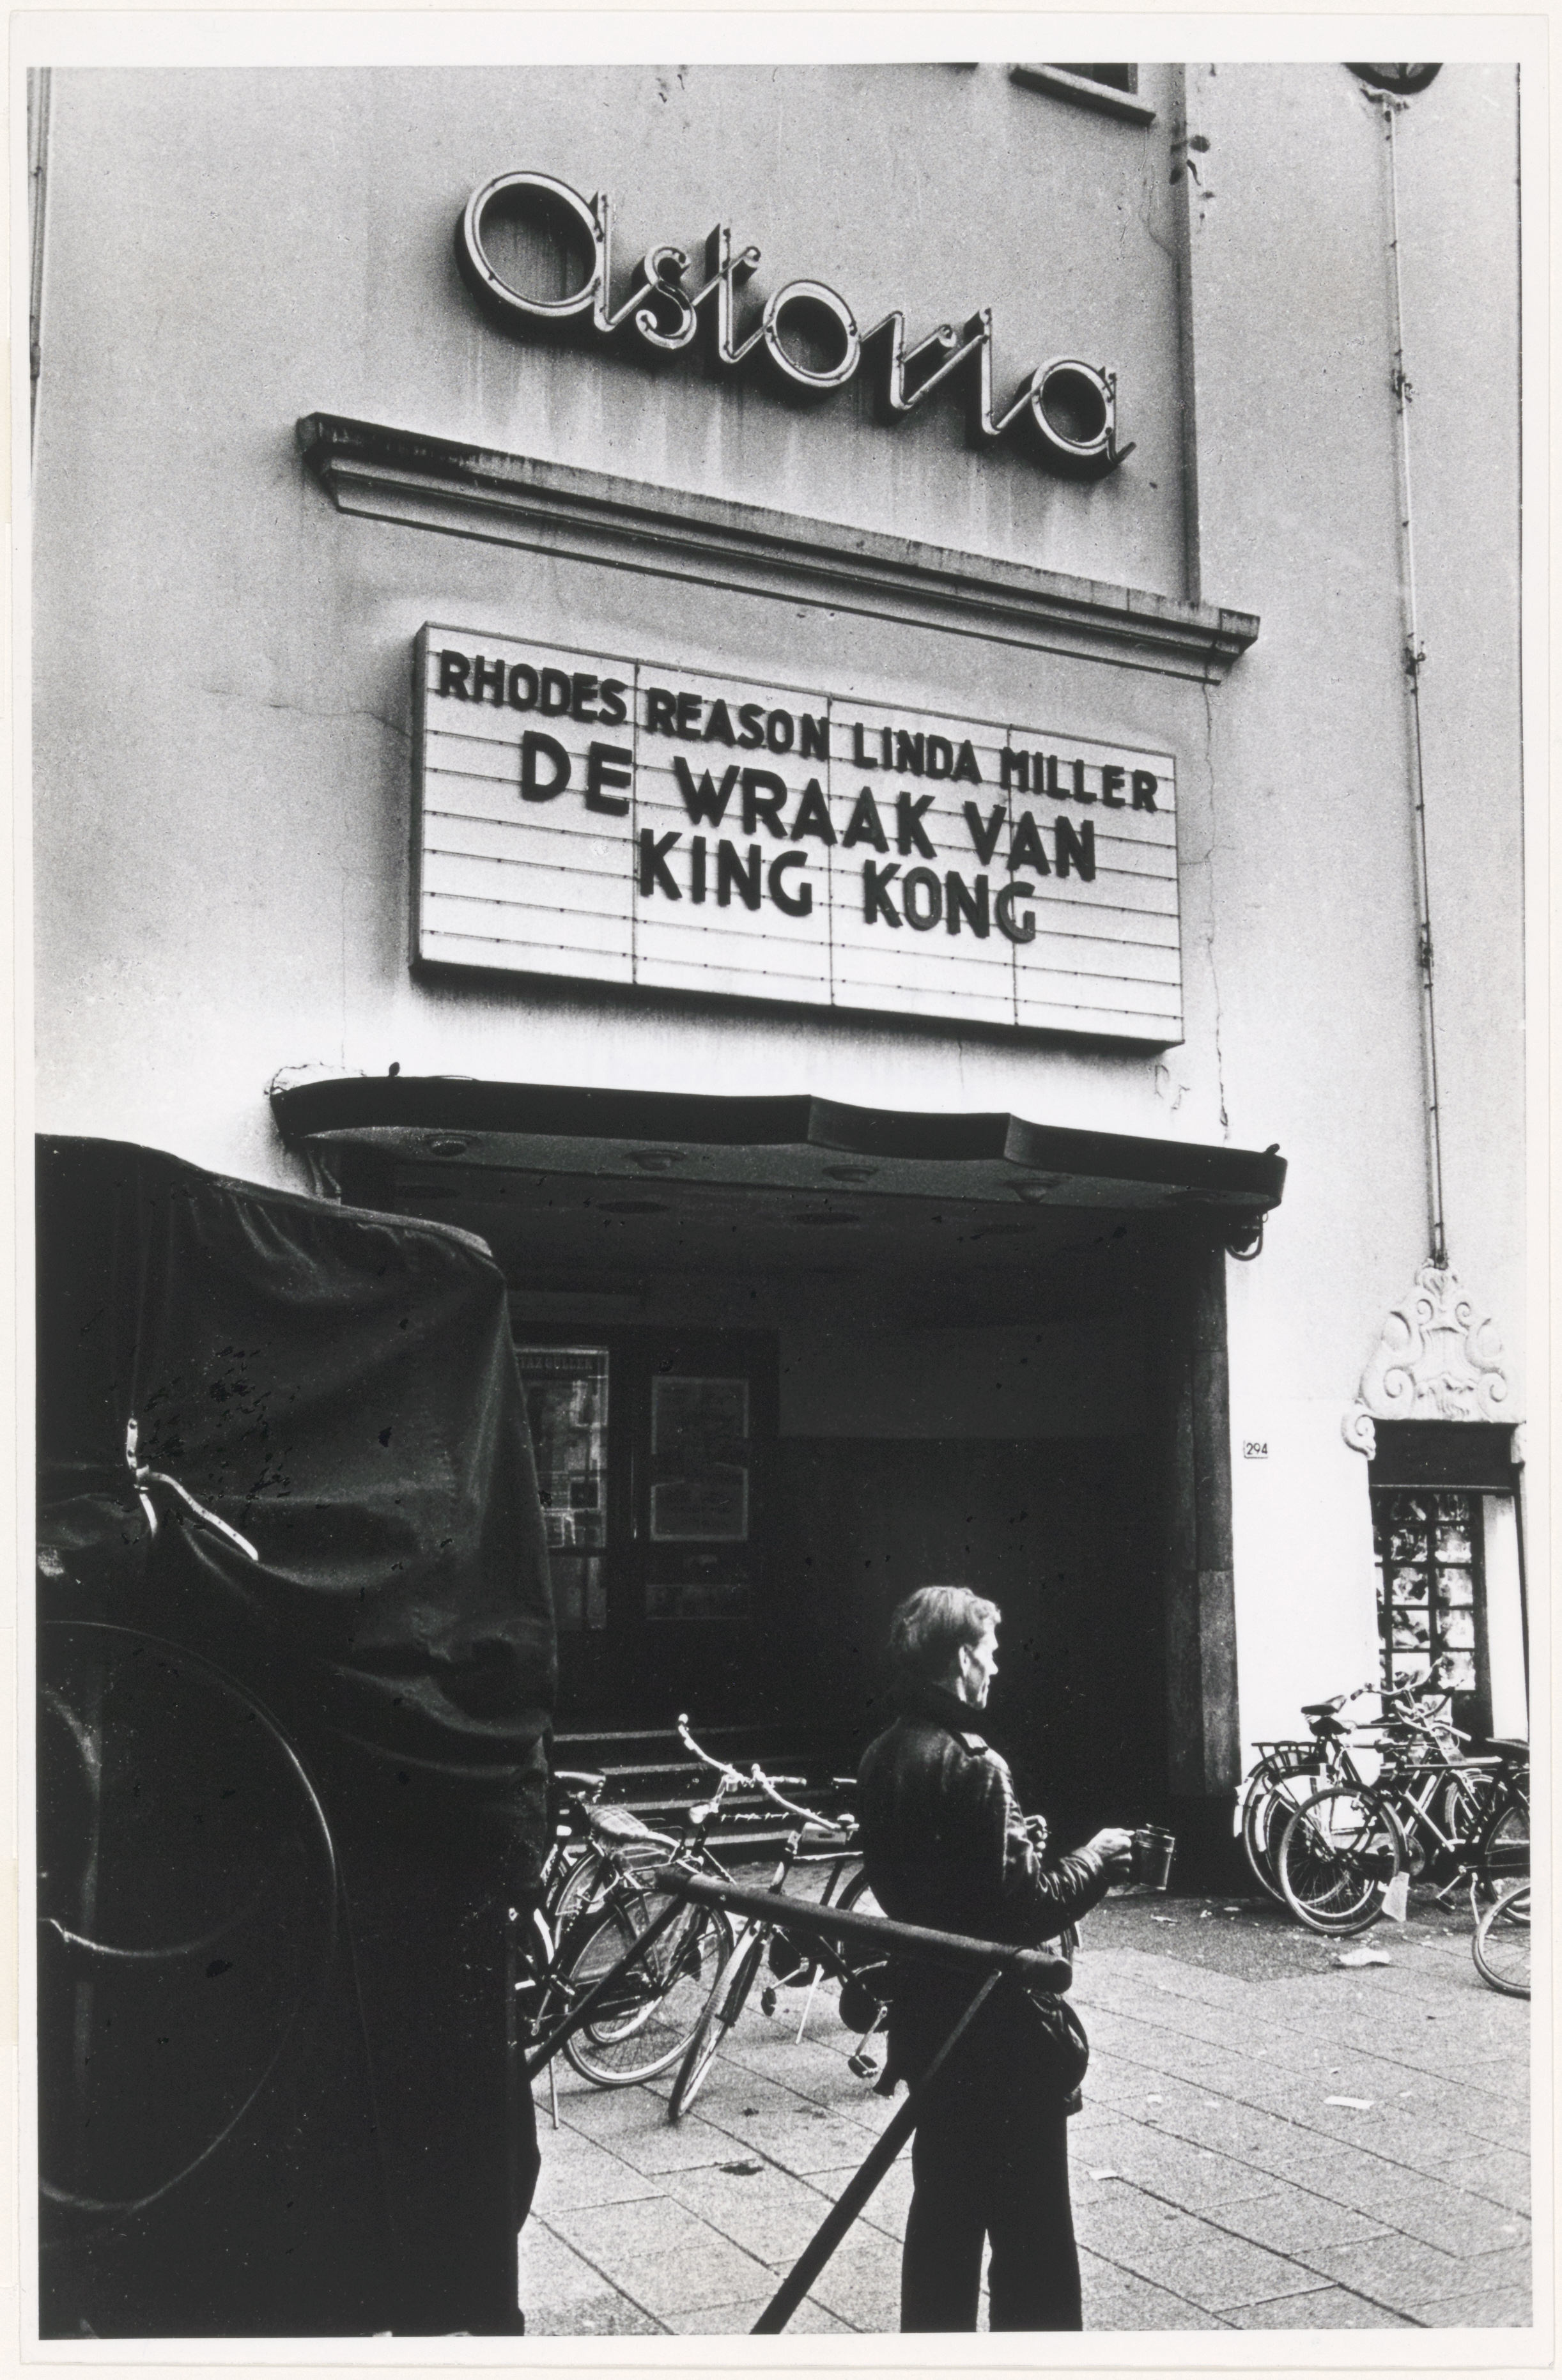 astoria
RHODES REASON LINDA MILLER
DE WRAAK VAN
KING KONG
294